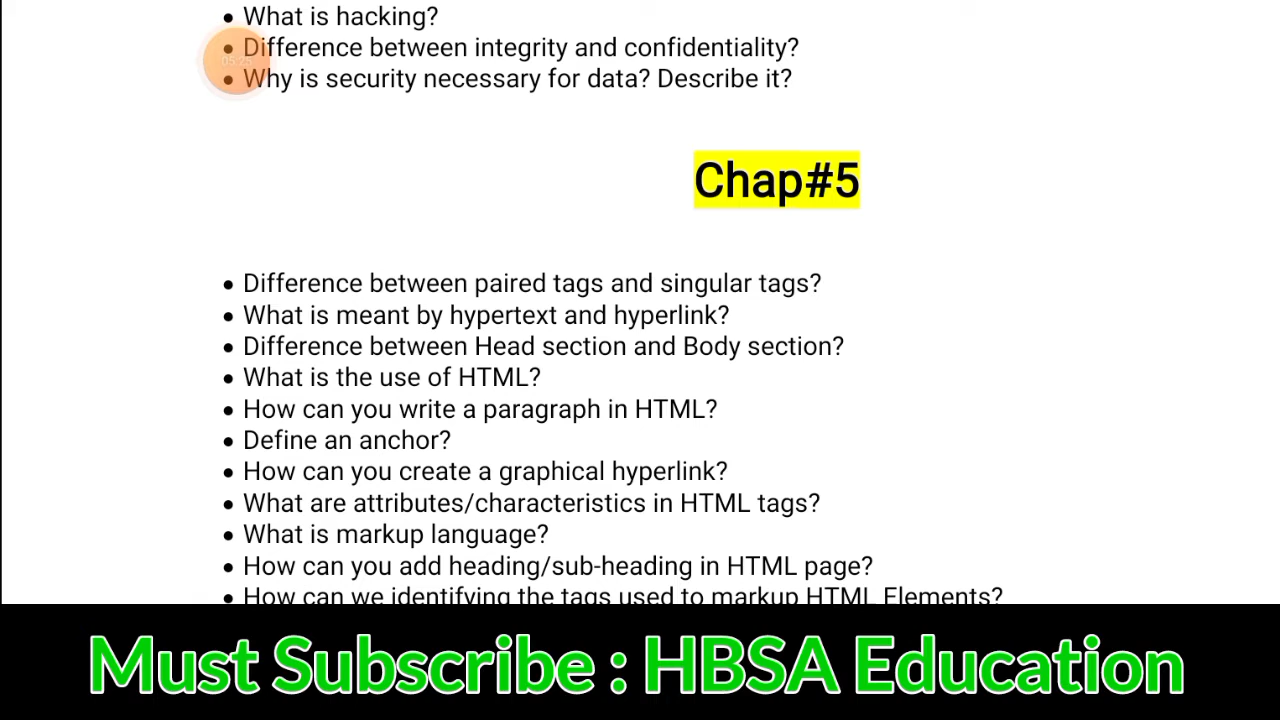 • What is hacking?
• Difference between integrity and confidentiality?
05:25
• Why is security necessary for data? Describe it?
Chap#5
• Difference between paired tags and singular tags?
• What is meant by hypertext and hyperlink?
• Difference between Head section and Body section?
• What is the use of HTML?
• How can you write a paragraph in HTML?
• Define an anchor?
• How can you create a graphical hyperlink?
• What are attributes/characteristics in HTML tags?
• What is markup language?
• How can you add heading/sub-heading in HTML page?
• How can we identifying the tags used to markup HTML Elements?
Must Subscribe : HBSA Education